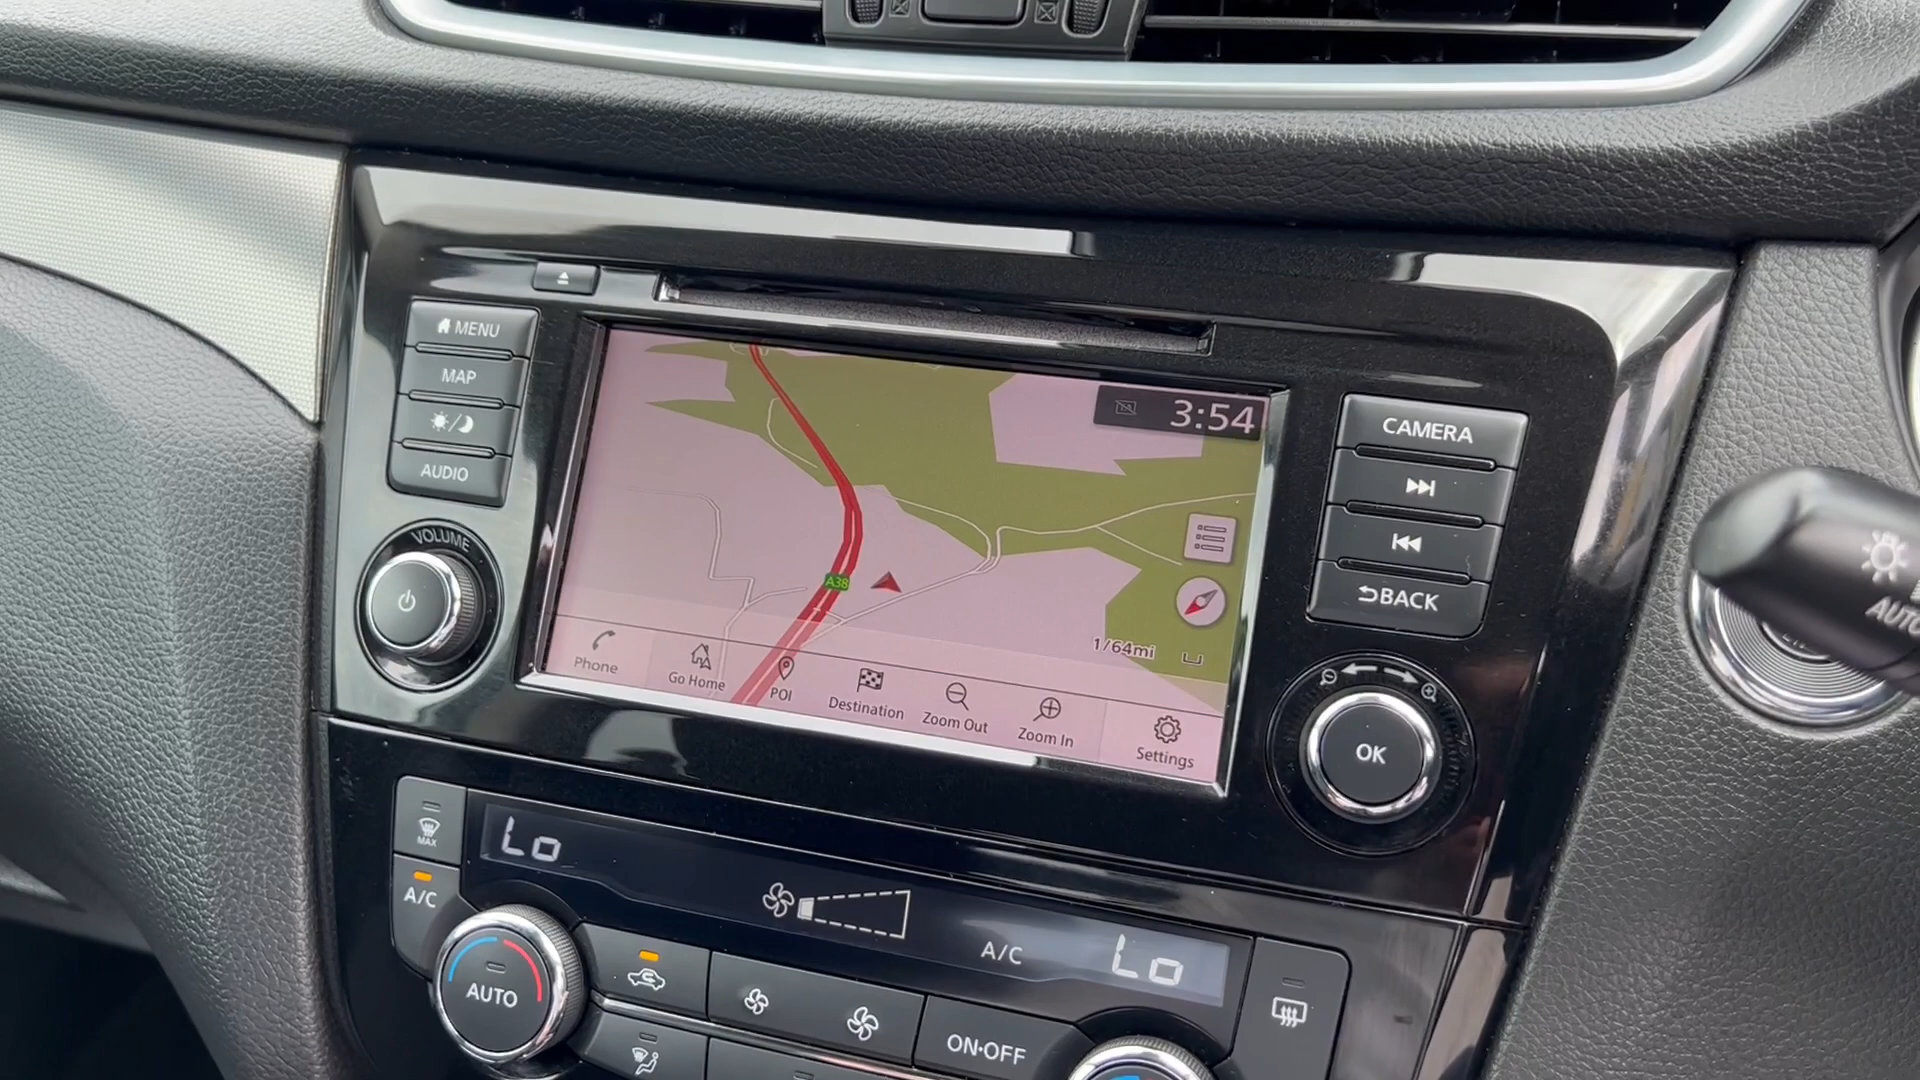 MENU
MAP
AUDIO
VOLUME
3:54
A38
1/64mi
Phone
Go Home
POI
Destination
Zoom Out
Zoom In
Settings
CAMERA
BACK
OK
AUTO
MAX
A/C
Lo
A/C
Lo
AUTO
ON·OFF